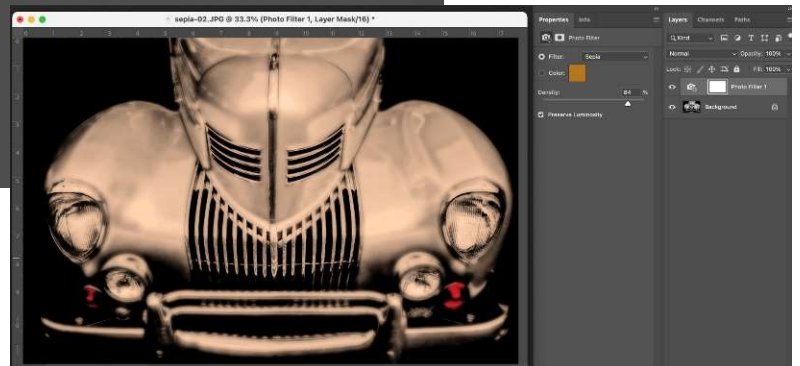 sepia-02.JPG @ 33.3% (Photo Filter 1, Layer Mask/16) *
Properties Info
Photo Filter
Filter: Sepia
Color:
Density: 84 %
Preserve Luminosity
Layers Channels Paths
Kind
Normal Opacity: 100%
Lock: Fill: 100%
Photo Filter 1
Background